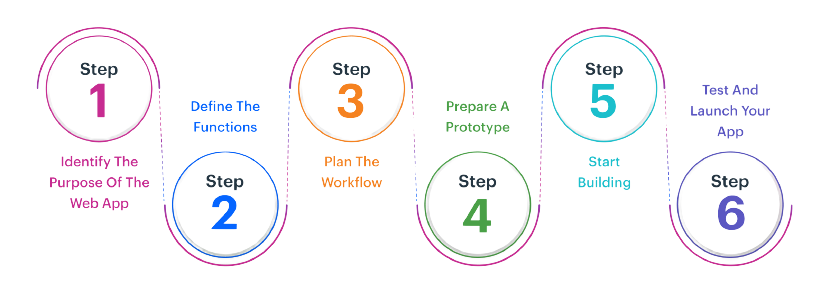 Step
1
Identify The
Purpose Of The
Web App
Define The
Functions
Step
2
Step
3
Plan The
Workflow
Prepare A
Prototype
Step
4
Step
5
Start
Building
Test And
Launch Your
App
Step
6